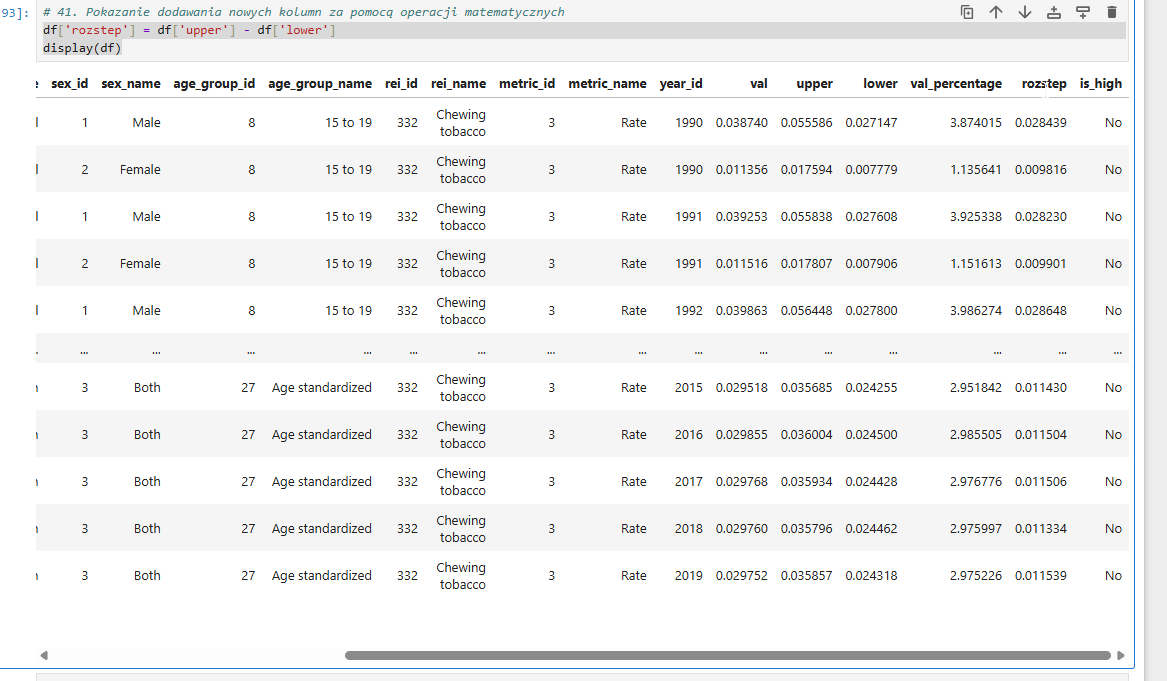 93]:
# 41. Pokazanie dodawania nowych kolumn za pomocą operacji matematycznych
df['rozstep'] = df['upper'] - df['lower']
display(df)
sex_id sex_name age_group_id age_group_name rei_id rei_name metric_id metric_name year_id val upper lower val_percentage rozstep is_high
1 Male 8 15 to 19 332 Chewing tobacco 3 Rate 1990 0.038740 0.055586 0.027147 3.874015 0.028439 No
2 Female 8 15 to 19 332 Chewing tobacco 3 Rate 1990 0.011356 0.017594 0.007779 1.135641 0.009816 No
1 Male 8 15 to 19 332 Chewing tobacco 3 Rate 1991 0.039253 0.055838 0.027608 3.925338 0.028230 No
2 Female 8 15 to 19 332 Chewing tobacco 3 Rate 1991 0.011516 0.017807 0.007906 1.151613 0.009901 No
1 Male 8 15 to 19 332 Chewing tobacco 3 Rate 1992 0.039863 0.056448 0.027800 3.986274 0.028648 No
... ... ... ... ... ... ... ... ... ... ... ... ... ... ...
3 Both 27 Age standardized 332 Chewing tobacco 3 Rate 2015 0.029518 0.035685 0.024255 2.951842 0.011430 No
3 Both 27 Age standardized 332 Chewing tobacco 3 Rate 2016 0.029855 0.036004 0.024500 2.985505 0.011504 No
3 Both 27 Age standardized 332 Chewing tobacco 3 Rate 2017 0.029768 0.035934 0.024428 2.976776 0.011506 No
3 Both 27 Age standardized 332 Chewing tobacco 3 Rate 2018 0.029760 0.035796 0.024462 2.975997 0.011334 No
3 Both 27 Age standardized 332 Chewing tobacco 3 Rate 2019 0.029752 0.035857 0.024318 2.975226 0.011539 No